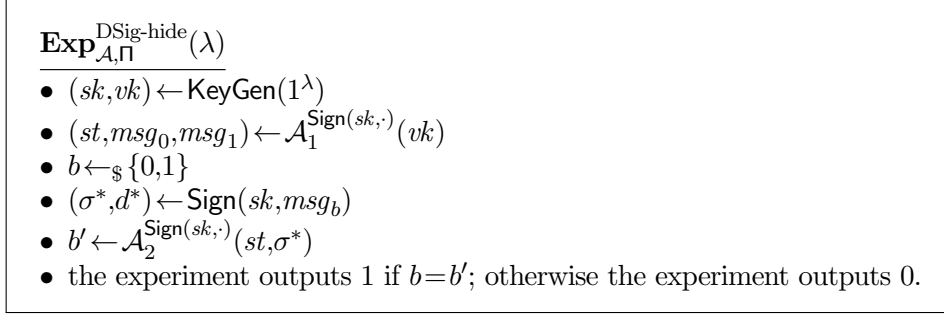 Exp^{DSig-hide}_{𝒜,Π}(λ)
• (sk,vk)←KeyGen(1^λ)
• (st,msg_0,msg_1)←𝒜_1^{Sign(sk,·)}(vk)
• b←_${0,1}
• (σ*,d*)←Sign(sk,msg_b)
• b′←𝒜_2^{Sign(sk,·)}(st,σ*)
• the experiment outputs 1 if b=b′; otherwise the experiment outputs 0.